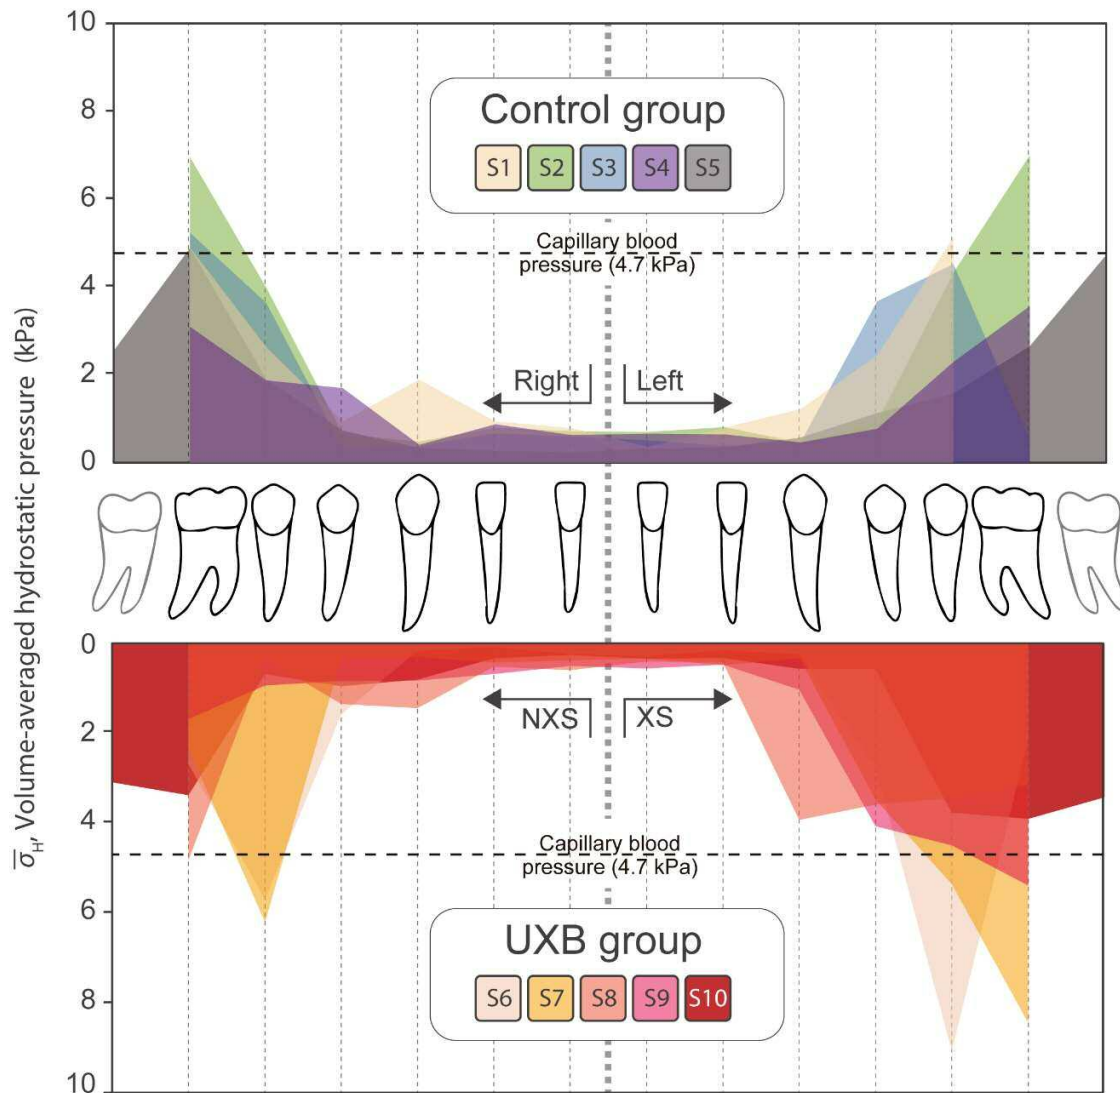 10
8
6
4
2
0
Control group
S1 S2 S3 S4 S5
Capillary blood
pressure (4.7 kPa)
Right Left
σ̅H, Volume-averaged hydrostatic pressure (kPa)
0
2
4
6
8
10
NXS XS
Capillary blood
pressure (4.7 kPa)
UXB group
S6 S7 S8 S9 S10